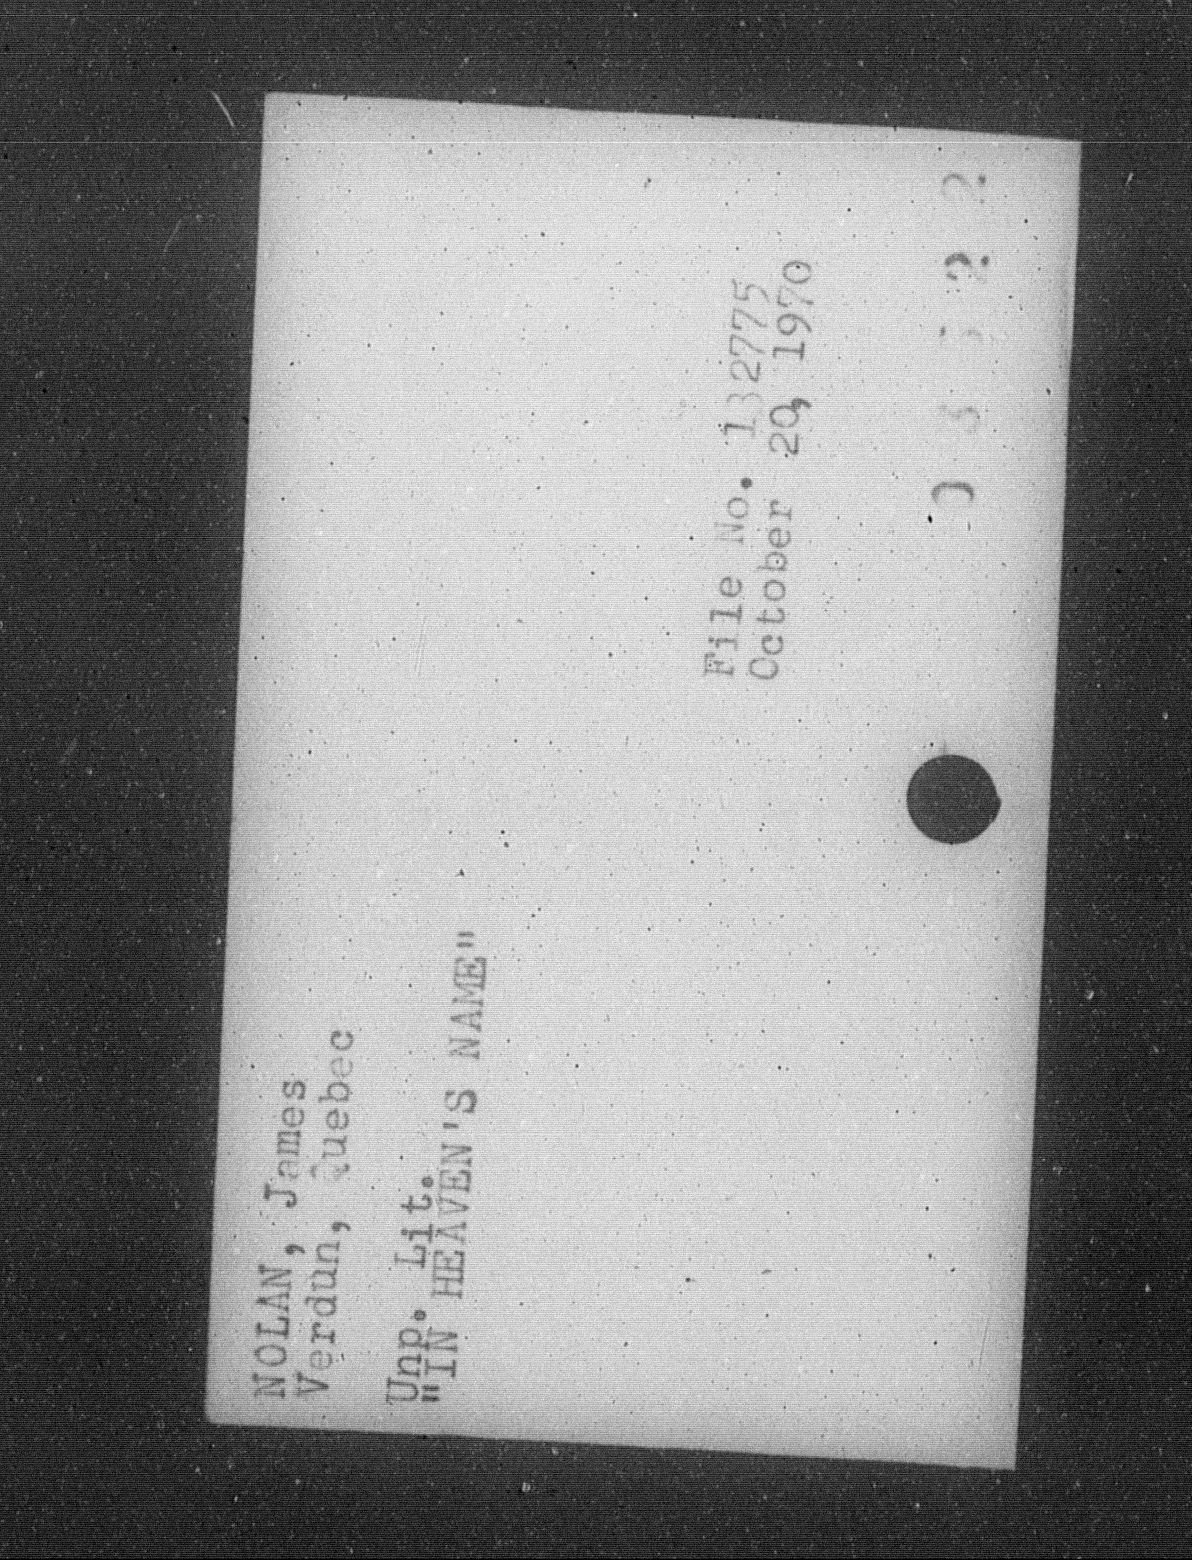 NOLAN, James
Verdun, Quebec
Unp. Lit.
"IN HEAVEN'S NAME"
File No. 132775
October 20, 1970